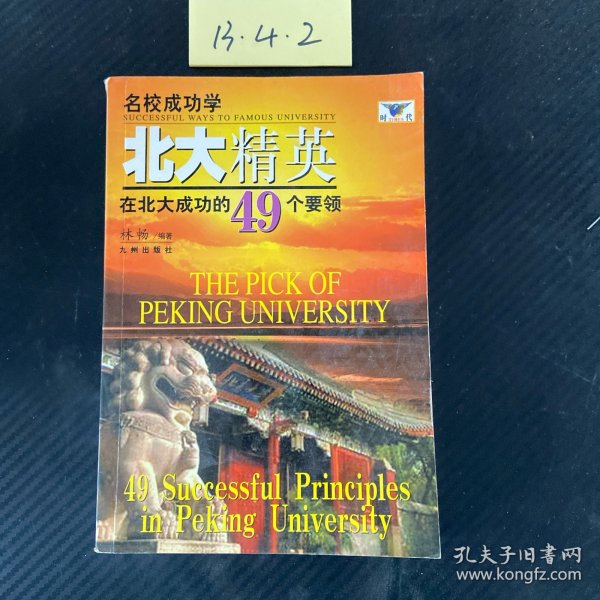 13.4.2
名校成功学
SUCCESSFUL WAYS TO FAMOUS UNIVERSITY
时代
TIMES
北大精英
在北大成功的49个要领
林畅/编著
九州出版社
THE PICK OF
PEKING UNIVERSITY
49 Successful Principles
in Peking University
孔夫子旧书网
www.kongfz.com